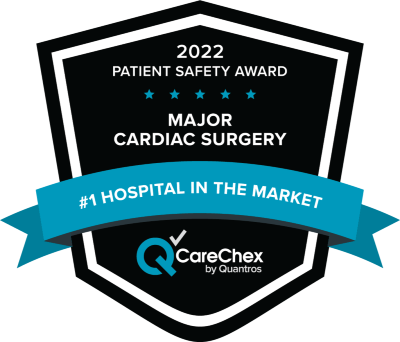 2022
PATIENT SAFETY AWARD
MAJOR
CARDIAC SURGERY
#1 HOSPITAL IN THE MARKET
CareChex
by Quantros